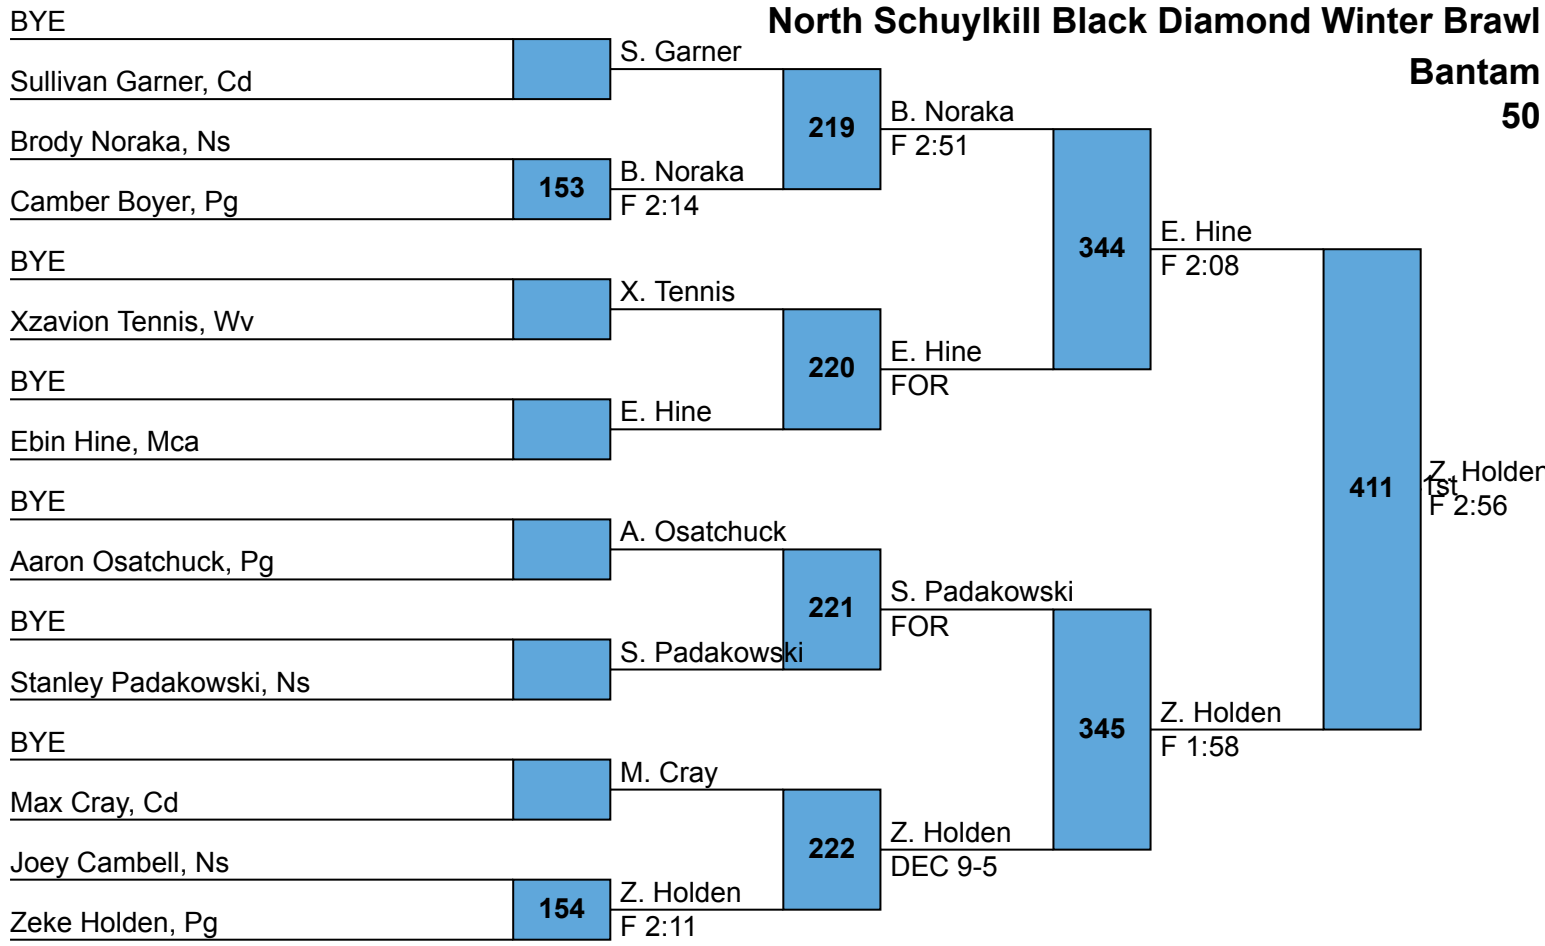 North Schuylkill Black Diamond Winter Brawl
Bantam
50
BYE
Sullivan Garner, Cd
Brody Noraka, Ns
153
Camber Boyer, Pg
BYE
Xzavion Tennis, Wv
BYE
Ebin Hine, Mca
BYE
Aaron Osatchuck, Pg
BYE
Stanley Padakowski, Ns
BYE
Max Cray, Cd
Joey Cambell, Ns
154
Zeke Holden, Pg
S. Garner
219
B. Noraka
F 2:14
X. Tennis
220
E. Hine
A. Osatchuck
221
S. Padakowski
M. Cray
222
Z. Holden
F 2:11
B. Noraka
F 2:51
344
E. Hine
FOR
S. Padakowski
FOR
345
Z. Holden
DEC 9-5
E. Hine
F 2:08
411
Z. Holden
F 1:58
Z. Holden
1st
F 2:56